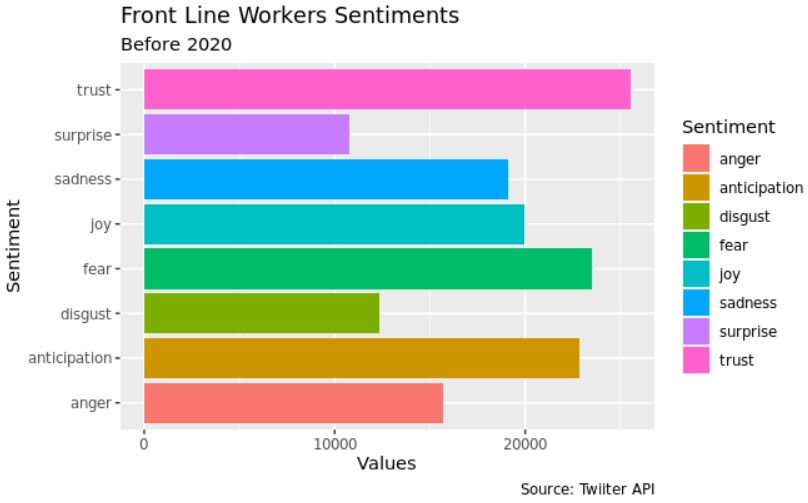 Front Line Workers Sentiments
Before 2020
trust
surprise
sadness
joy
fear
disgust
anticipation
anger
Sentiment
0 10000 20000
Values
Sentiment
anger
anticipation
disgust
fear
joy
sadness
surprise
trust
Source: Twiiter API